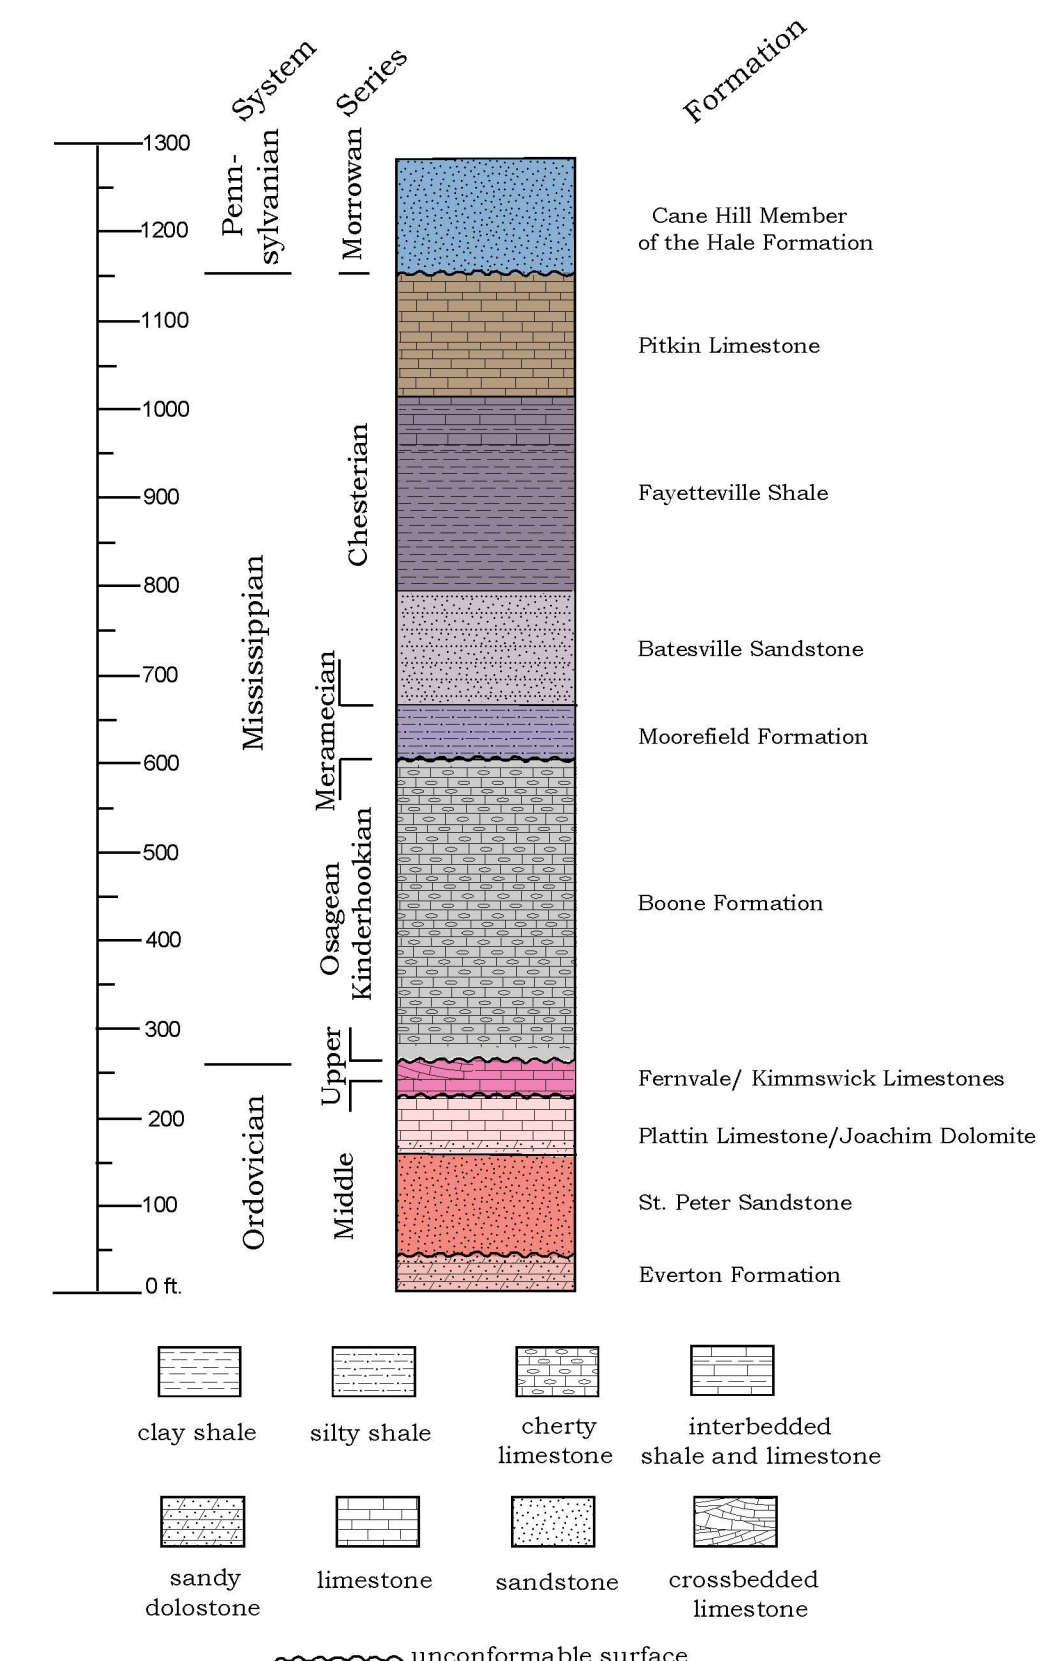 System
Series
Formation
1300
1200
1100
1000
900
800
700
600
500
400
300
200
100
0 ft.
Penn-
sylvanian
Mississippian
Ordovician
Morrowan
Chesterian
Meramecian
Osagean
Kinderhookian
Upper
Middle
Cane Hill Member
of the Hale Formation
Pitkin Limestone
Fayetteville Shale
Batesville Sandstone
Moorefield Formation
Boone Formation
Fernvale/ Kimmswick Limestones
Plattin Limestone/Joachim Dolomite
St. Peter Sandstone
Everton Formation
clay shale
silty shale
cherty
limestone
interbedded
shale and limestone
sandy
dolostone
limestone
sandstone
crossbedded
limestone
unconformable surface